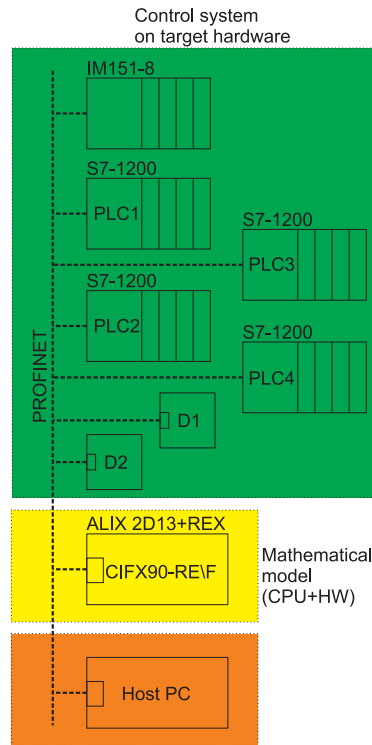 Control system
on target hardware
IM151-8
S7-1200
PLC1
S7-1200
PLC3
S7-1200
PLC2
S7-1200
PLC4
PROFINET
D1
D2
ALIX 2D13+REX
CIFX90-RE\F
Mathematical
model
(CPU+HW)
Host PC